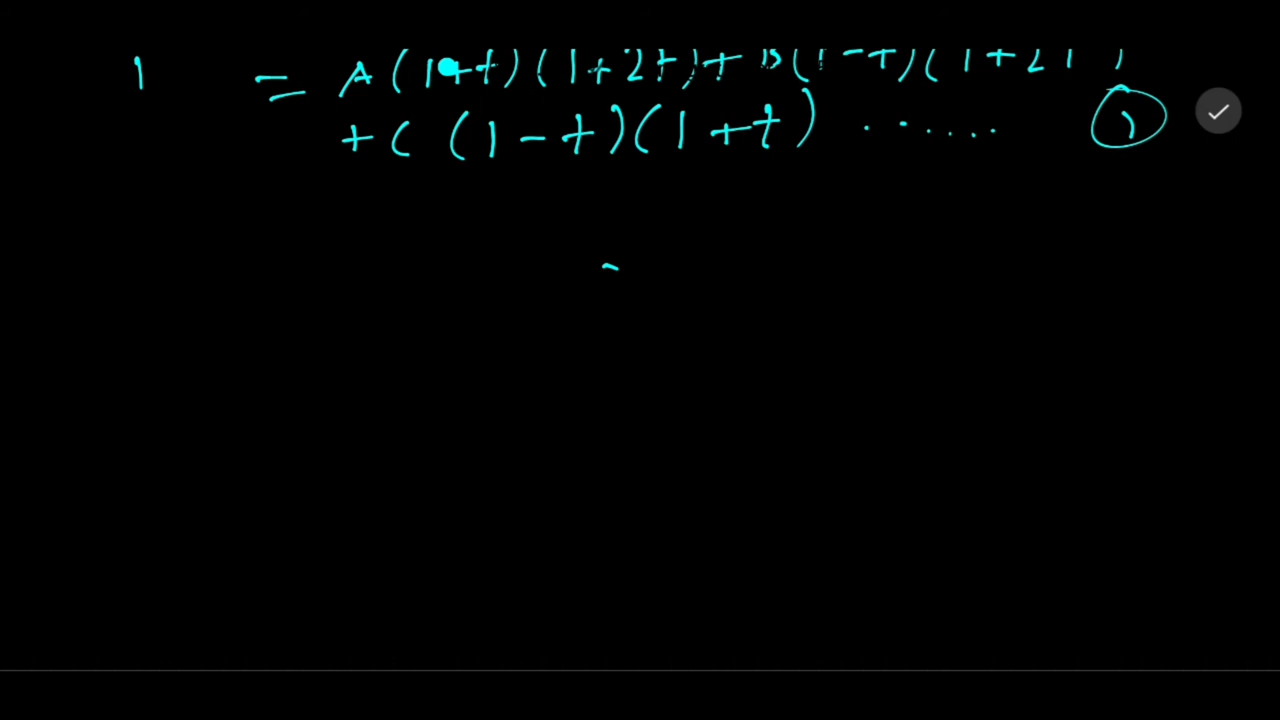 1 = A(1+t)(1+2t)+B(1-t)(1+2t)
+C(1-t)(1+t) ...... 1